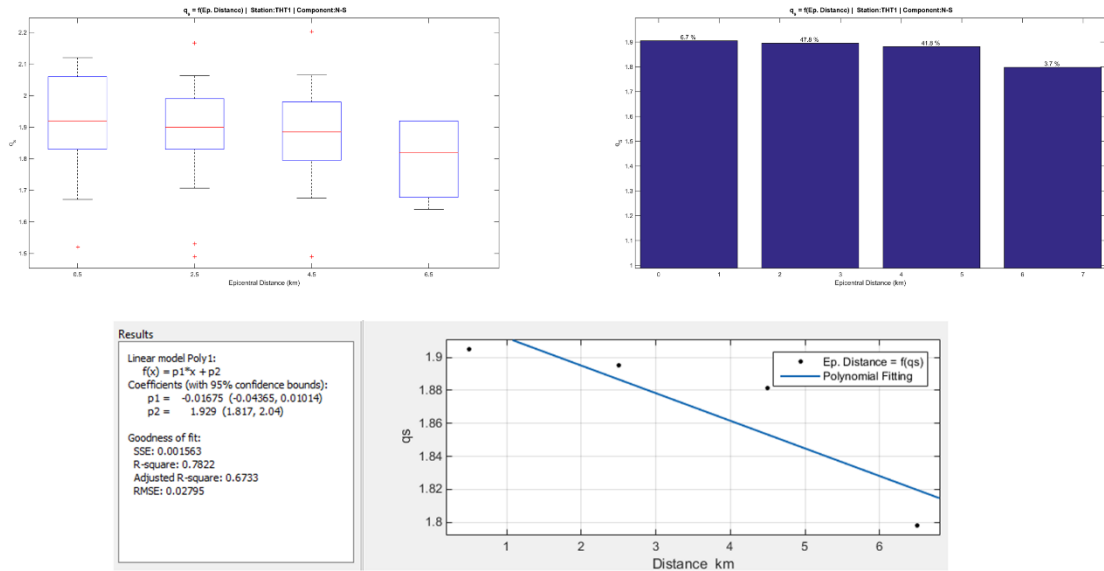 q_s = f(Ep. Distance) | Station:THT1 | Component:N-S
2.2
2.1
2
1.9
1.8
1.7
1.6
1.5
q_s
0.5
2.5
4.5
6.5
Epicentral Distance (km)
q_s = f(Ep. Distance) | Station:THT1 | Component:N-S
6.7 %
47.8 %
41.8 %
3.7 %
1.9
1.8
1.7
1.6
1.5
1.4
1.3
1.2
1.1
1
q_s
0
1
2
3
4
5
6
7
Epicentral Distance (km)
Results
Linear model Poly1:
f(x) = p1*x + p2
Coefficients (with 95% confidence bounds):
p1 = -0.01675 (-0.04365, 0.01014)
p2 = 1.929 (1.817, 2.04)
Goodness of fit:
SSE: 0.001563
R-square: 0.7822
Adjusted R-square: 0.6733
RMSE: 0.02795
1.9
1.88
1.86
1.84
1.82
1.8
qs
Ep. Distance = f(qs)
Polynomial Fitting
1
2
3
4
5
6
Distance km